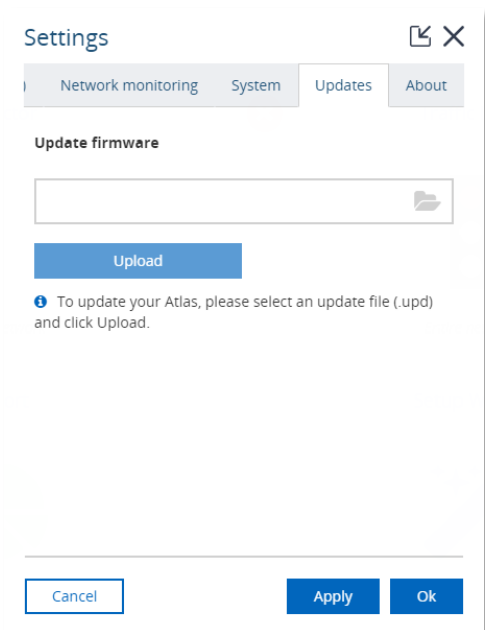 Settings
) Network monitoring System Updates About
Update firmware
Upload
To update your Atlas, please select an update file (.upd)
and click Upload.
Cancel Apply Ok